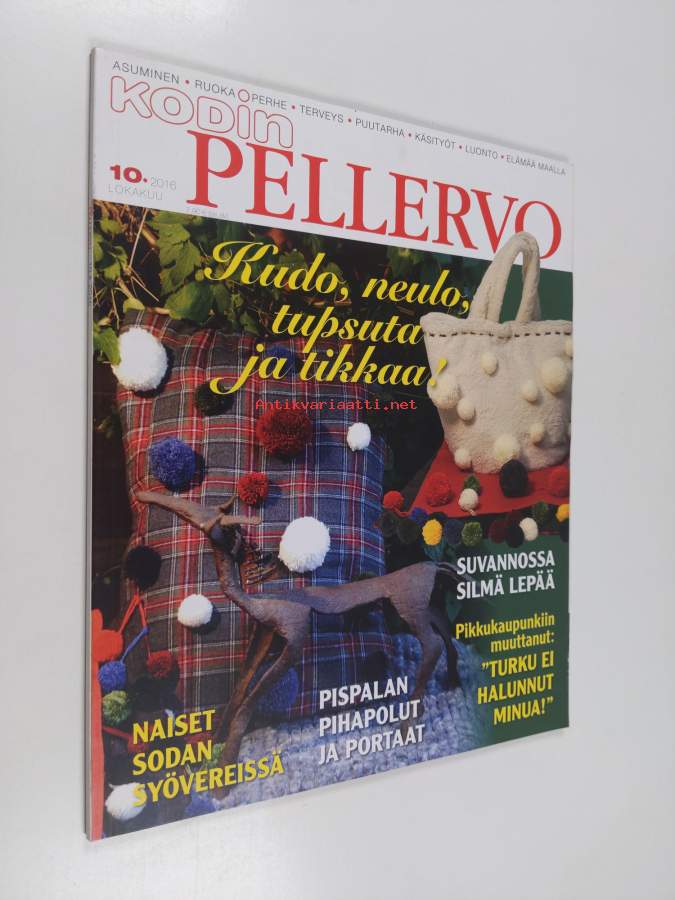 ASUMINEN • RUOKA • PERHE • TERVEYS • PUUTARHA • KÄSITYÖT • LUONTO • ELÄMÄÄ MAALLA
KODIN
PELLERVO
10• 2016
LOKAKUU
Kudo, neulo,
tupsuta
ja tikkaa!
Antikvariaatti.net
SUVANNOSSA
SILMÄ LEPÄÄ
Pikkukaupunkiin
muuttanut:
”TURKU EI
HALUNNUT
MINUA!”
PISPALAN
PIHAPOLUT
JA PORTAAT
NAISET
SODAN
SYÖVEREISSÄ